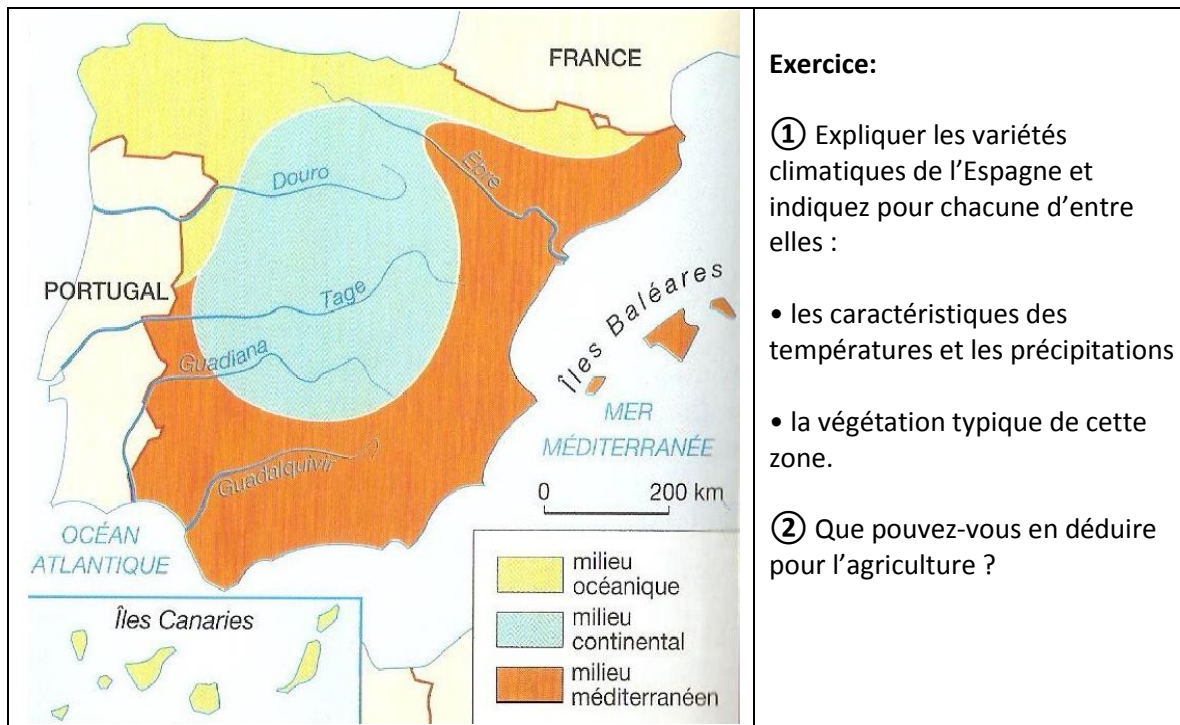 FRANCE
Douro
Èbre
PORTUGAL
Tage
Guadiana
Îles Baléares
MER
MÉDITERRANÉE
Guadalquivir
0 200 km
OCÉAN
ATLANTIQUE
Îles Canaries
milieu
océanique
milieu
continental
milieu
méditerranéen
Exercice:
① Expliquer les variétés
climatiques de l’Espagne et
indiquez pour chacune d’entre
elles :
• les caractéristiques des
températures et les précipitations
• la végétation typique de cette
zone.
② Que pouvez-vous en déduire
pour l’agriculture ?